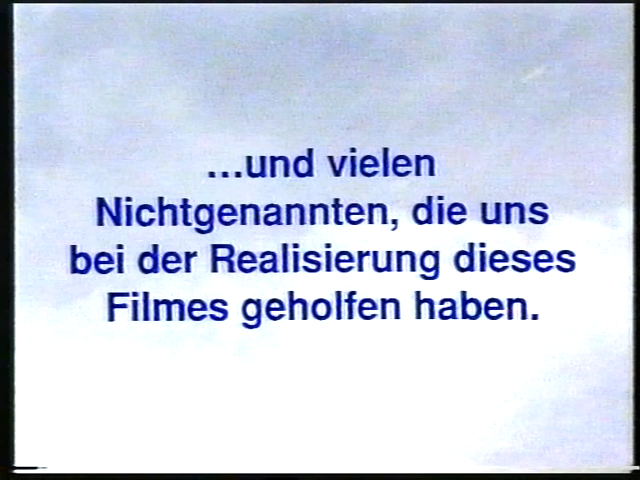 ...und vielen
Nichtgenannten, die uns
bei der Realisierung dieses
Filmes geholfen haben.